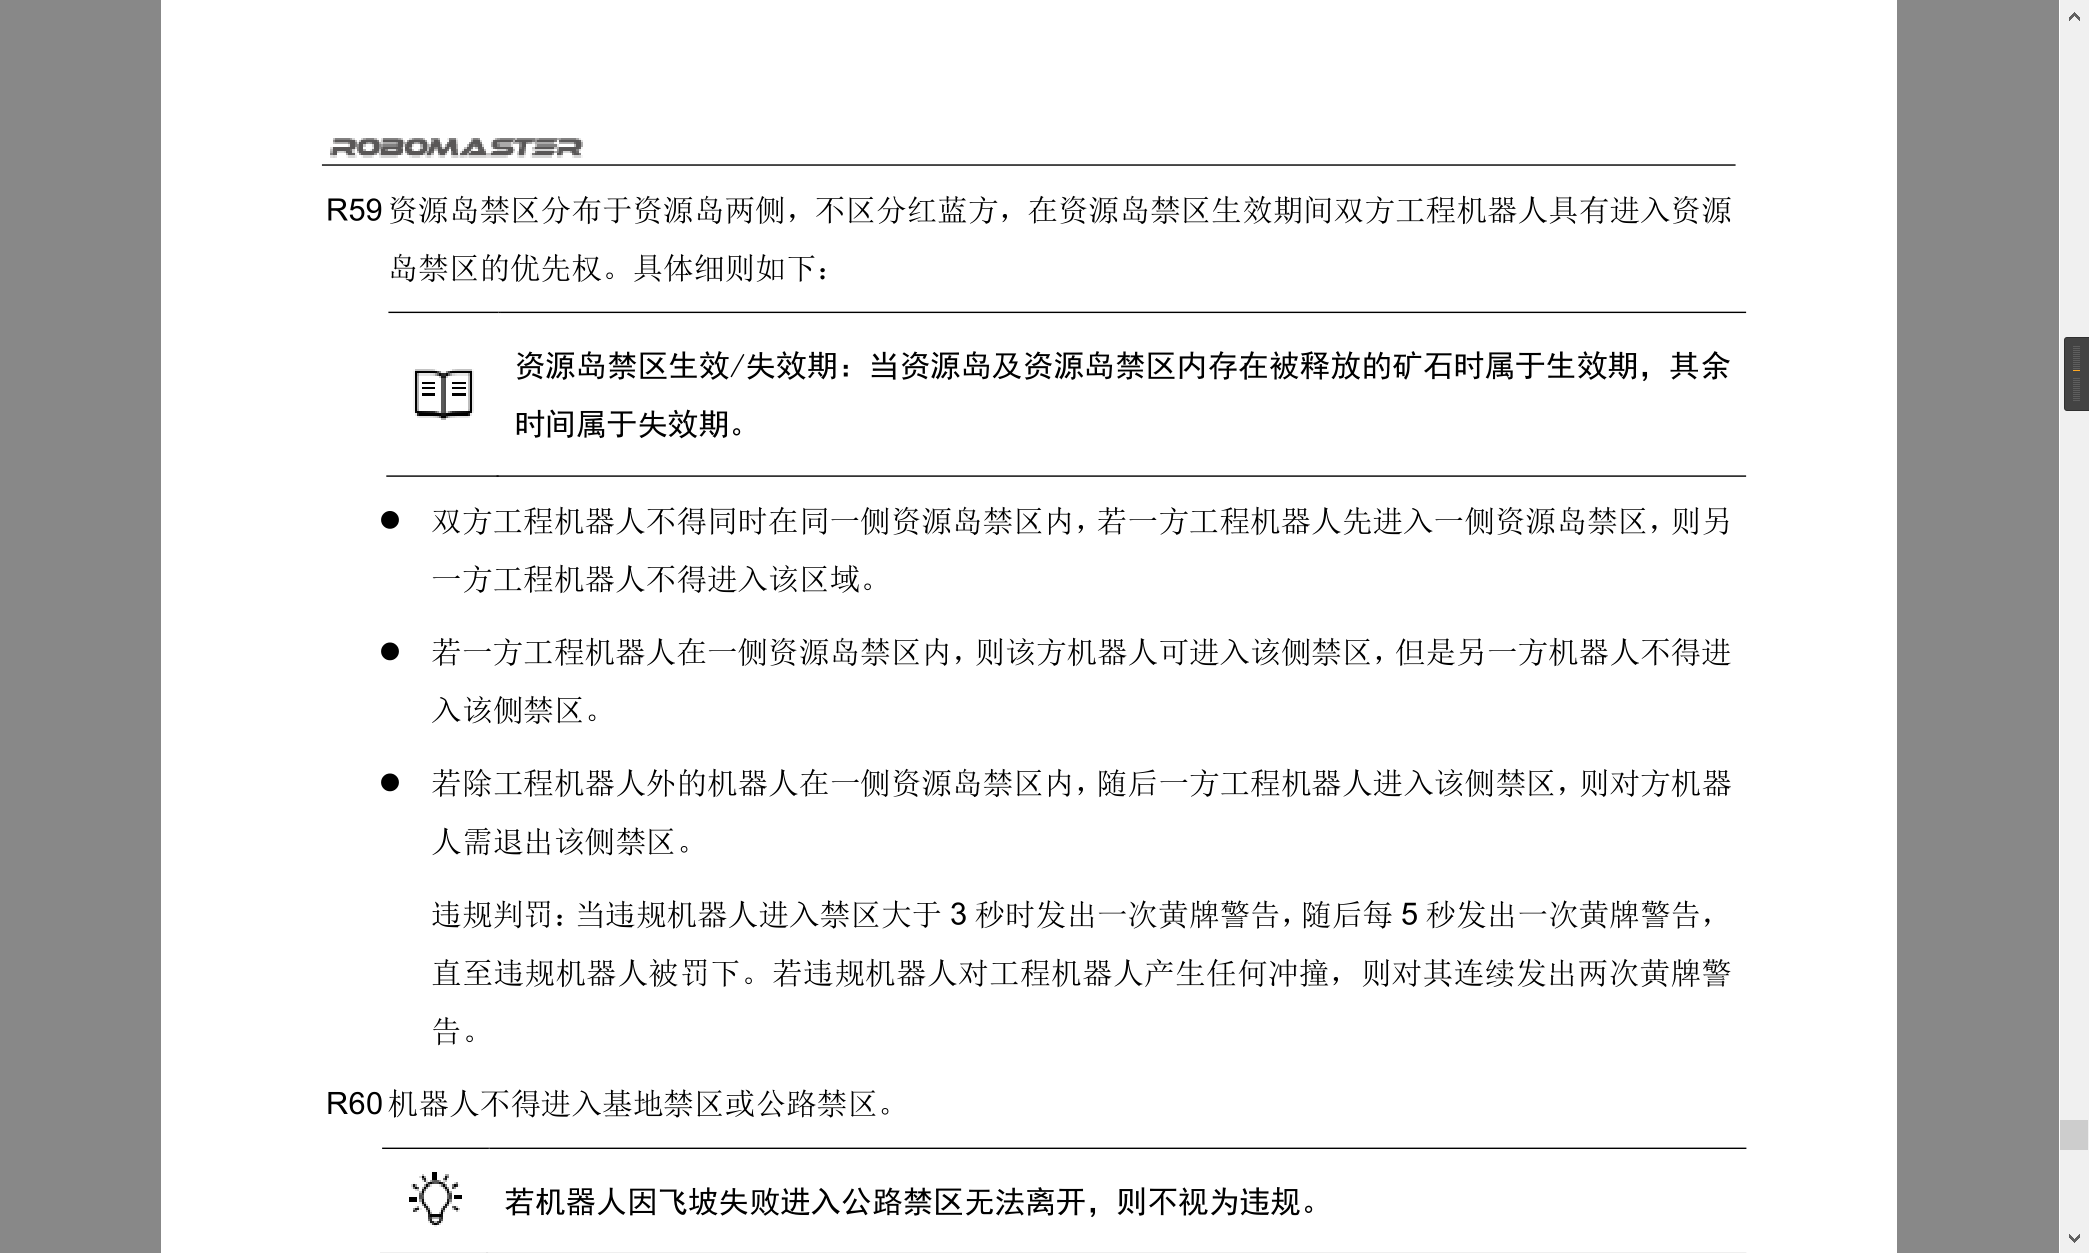 ROBOMASTER
R59 资源岛禁区分布于资源岛两侧，不区分红蓝方，在资源岛禁区生效期间双方工程机器人具有进入资源
岛禁区的优先权。具体细则如下：
资源岛禁区生效/失效期：当资源岛及资源岛禁区内存在被释放的矿石时属于生效期，其余
时间属于失效期。
● 双方工程机器人不得同时在同一侧资源岛禁区内，若一方工程机器人先进入一侧资源岛禁区，则另
一方工程机器人不得进入该区域。
● 若一方工程机器人在一侧资源岛禁区内，则该方机器人可进入该侧禁区，但是另一方机器人不得进
入该侧禁区。
● 若除工程机器人外的机器人在一侧资源岛禁区内，随后一方工程机器人进入该侧禁区，则对方机器
人需退出该侧禁区。
违规判罚：当违规机器人进入禁区大于 3 秒时发出一次黄牌警告，随后每 5 秒发出一次黄牌警告，
直至违规机器人被罚下。若违规机器人对工程机器人产生任何冲撞，则对其连续发出两次黄牌警
告。
R60 机器人不得进入基地禁区或公路禁区。
若机器人因飞坡失败进入公路禁区无法离开，则不视为违规。